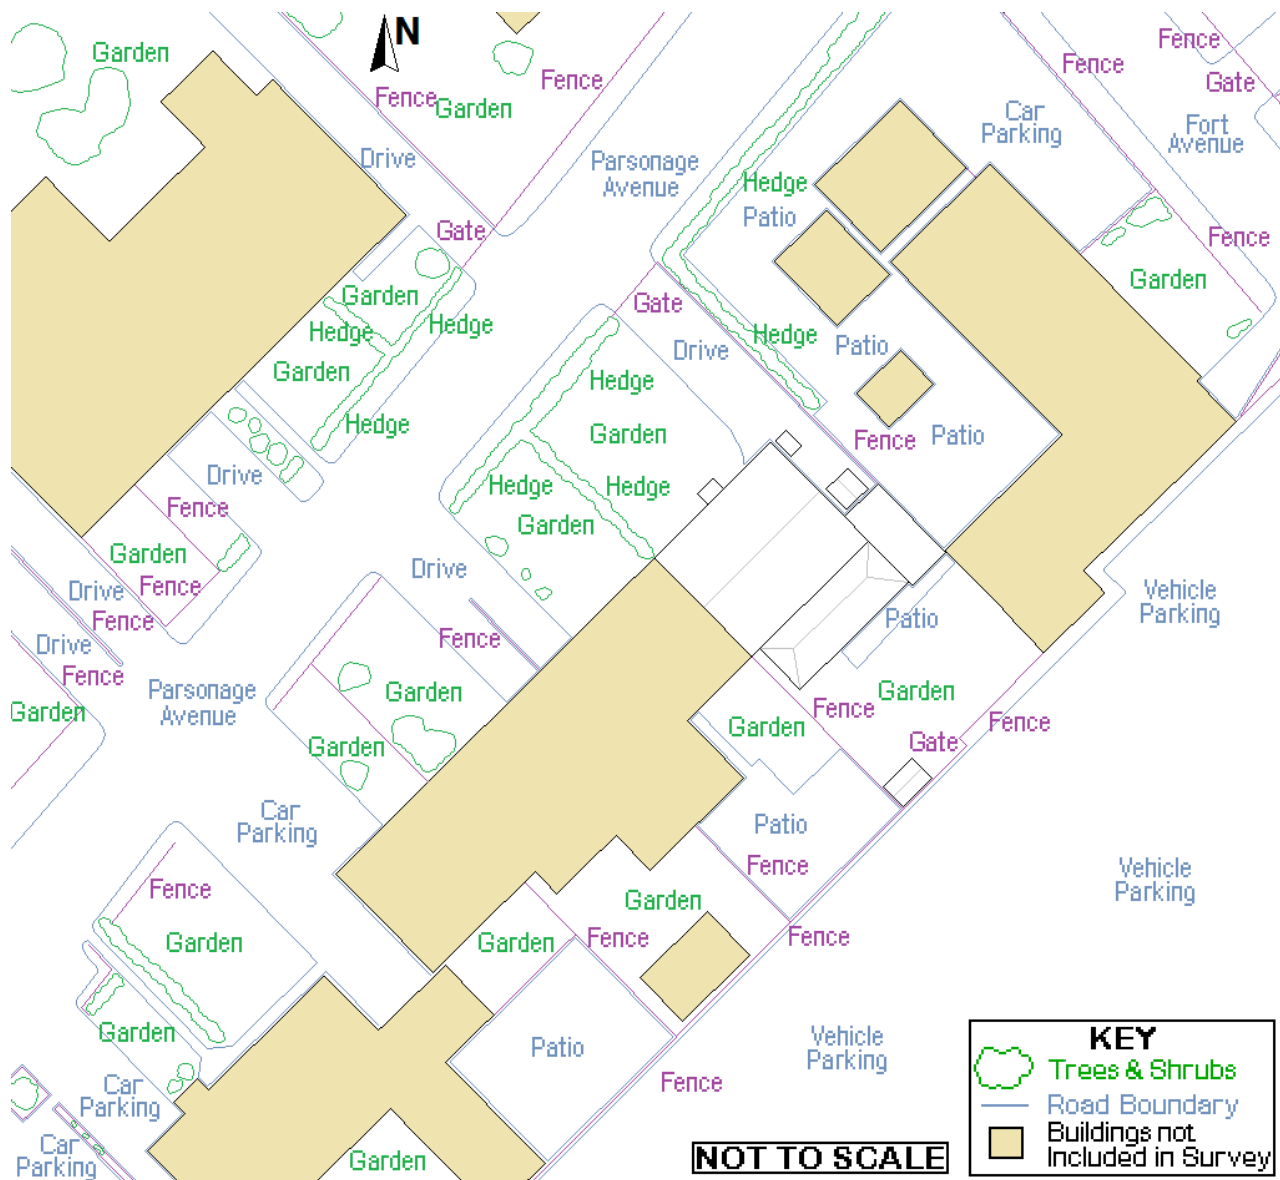 N
Garden
Fence
Garden
Fence
Drive
Parsonage
Avenue
Hedge
Patio
Car
Parking
Fence
Fence
Gate
Fort
Avenue
Fence
Garden
Gate
Garden
Hedge
Hedge
Garden
Hedge
Gate
Drive
Hedge
Patio
Hedge
Garden
Hedge
Hedge
Garden
Fence
Patio
Drive
Fence
Garden
Fence
Drive
Fence
Drive
Fence
Garden
Drive
Fence
Parsonage
Avenue
Garden
Garden
Patio
Garden
Fence
Garden
Gate
Fence
Vehicle
Parking
Car
Parking
Patio
Fence
Vehicle
Parking
Fence
Garden
Garden
Garden
Fence
Fence
Garden
Patio
Vehicle
Parking
Fence
Car
Parking
Car
Parking
Garden
NOT TO SCALE
KEY
Trees & Shrubs
Road Boundary
Buildings not
Included in Survey